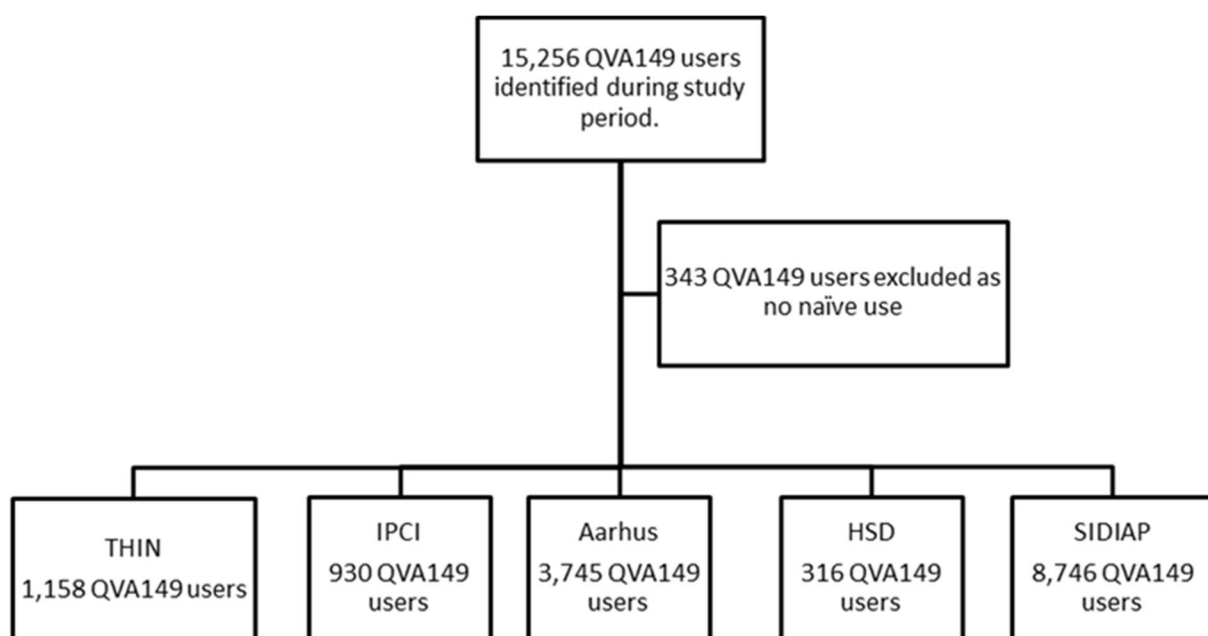 15,256 QVA149 users
identified during study
period.
343 QVA149 users excluded as
no naïve use
THIN
1,158 QVA149 users
IPCI
930 QVA149
users
Aarhus
3,745 QVA149
users
HSD
316 QVA149
users
SIDIAP
8,746 QVA149
users